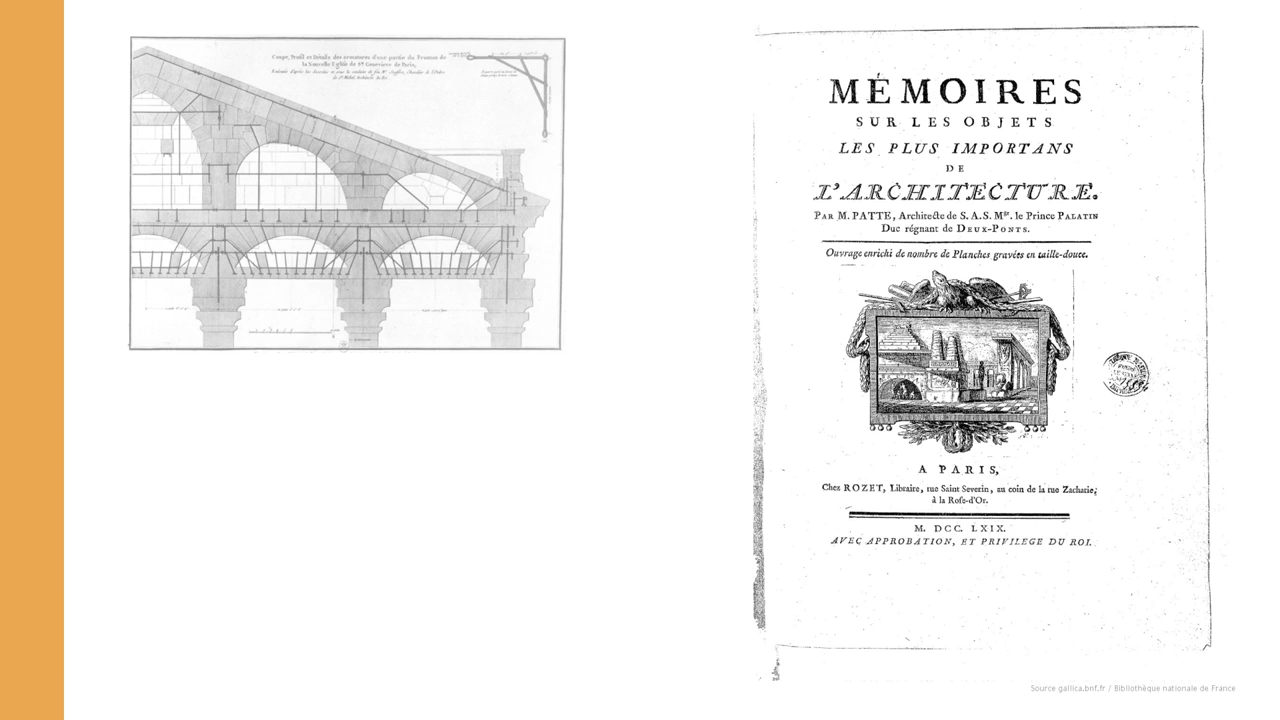 Coupe, Profil et Détails des armatures d'une partie du Fronton de
la Nouvelle Eglise de Ste Geneviève de Paris,
MÉMOIRES
SUR LES OBJETS
LES PLUS IMPORTANS
DE
L'ARCHITECTURE.
PAR M. PATTE, Architecte de S. A. S. Mgr. le Prince PALATIN
Duc régnant de DEUX-PONTS.
Ouvrage enrichi de nombre de Planches gravées en taille-douce.
A PARIS,
Chez ROZET, Libraire, rue Saint Severin, au coin de la rue Zacharie,
à la Rose-d'Or.
M. DCC. LXIX.
AVEC APPROBATION, ET PRIVILEGE DU ROI.
Source gallica.bnf.fr / Bibliothèque nationale de France